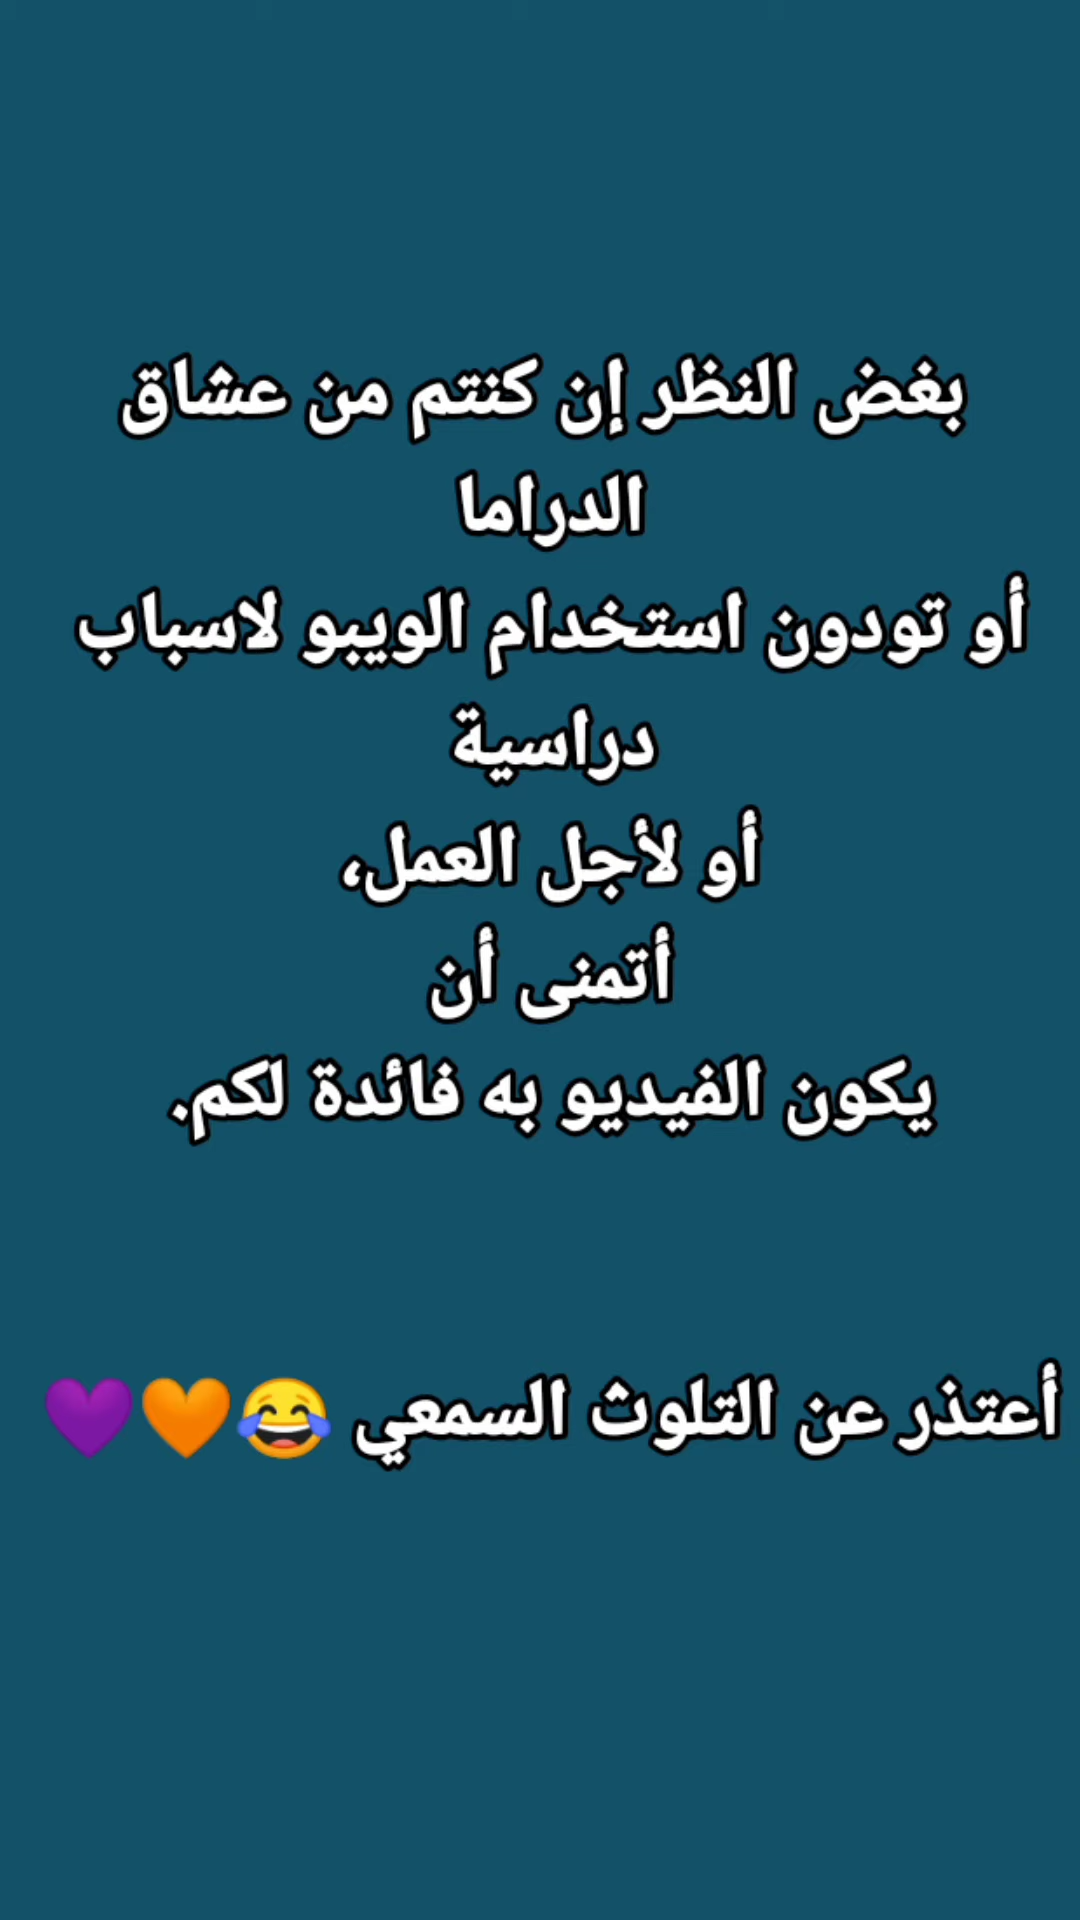 بغض النظر إن كنتم من عشاق
الدراما
أو تودون استخدام الويبو لاسباب
دراسية
أو لأجل العمل،
أتمنى أن
يكون الفيديو به فائدة لكم.
أعتذر عن التلوث السمعي 😂🧡💜